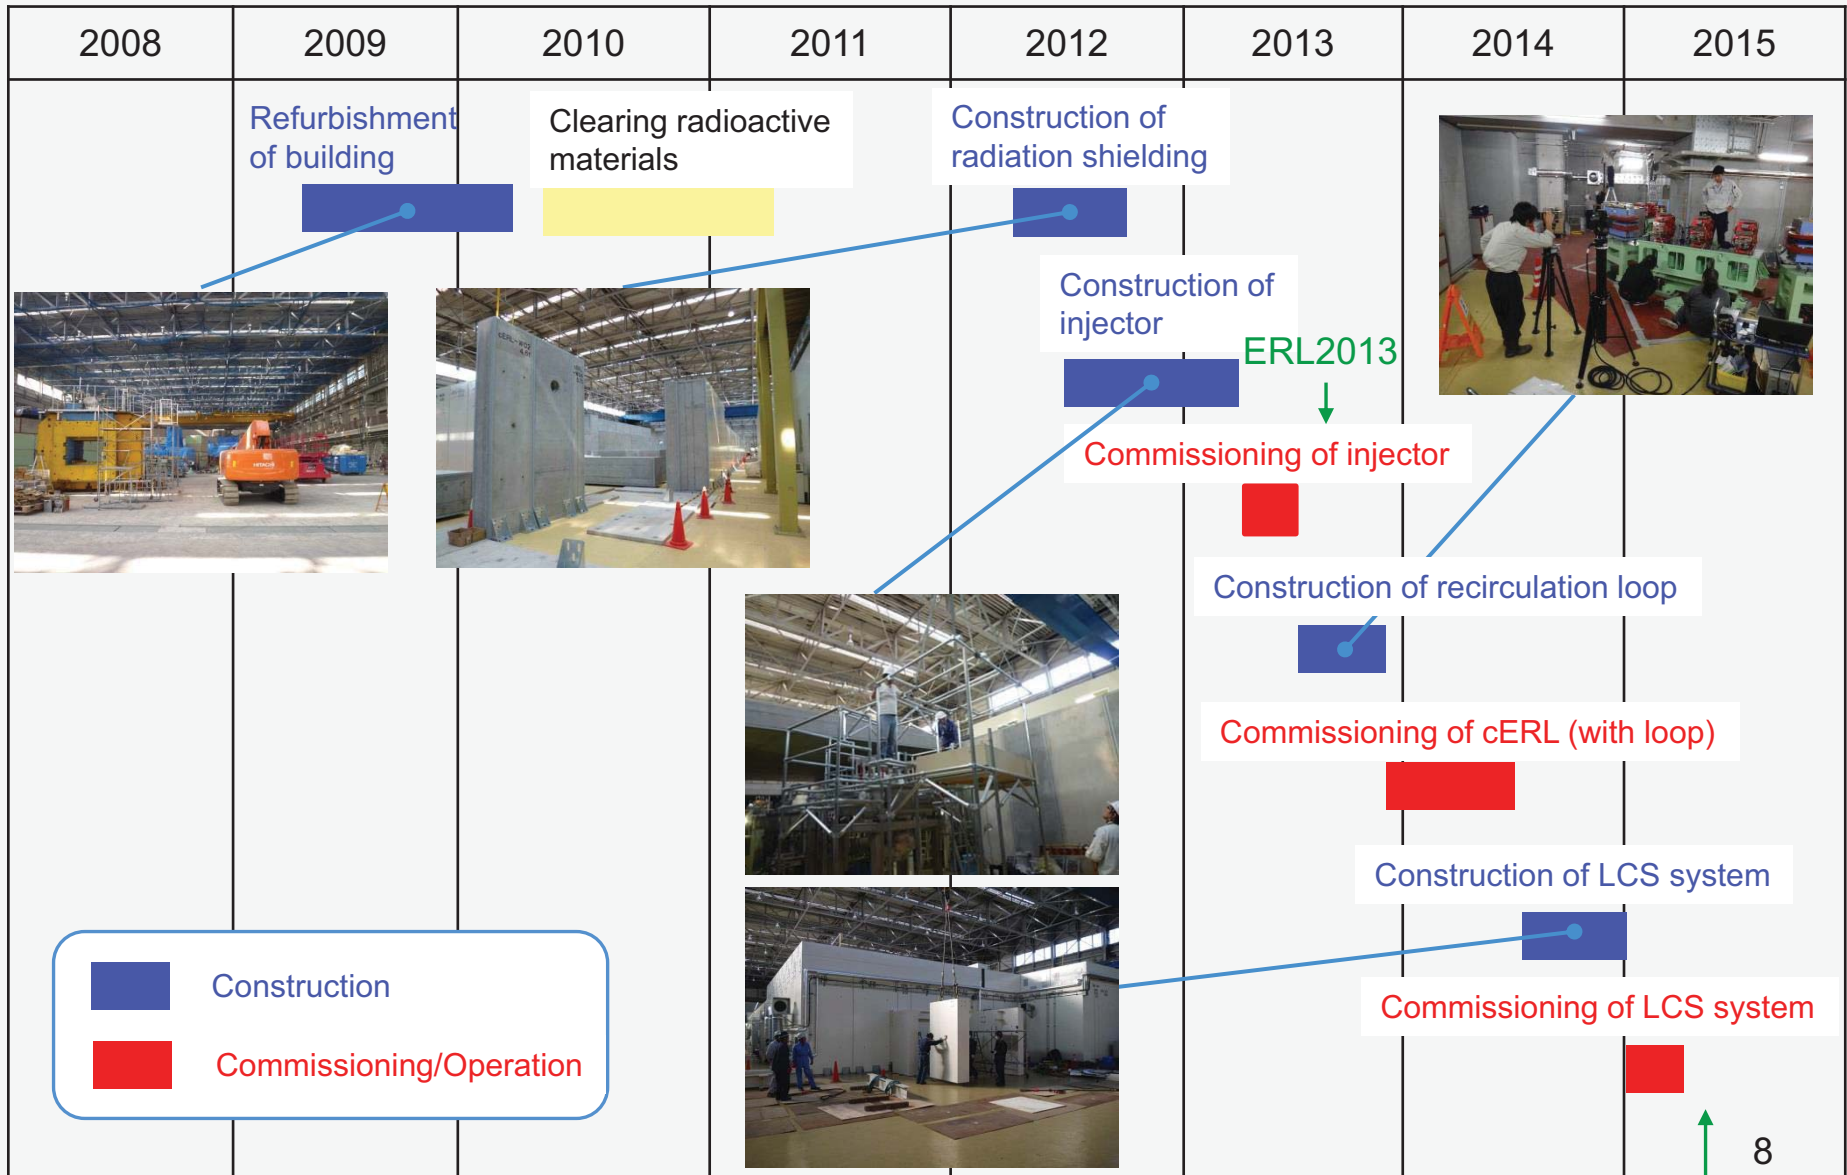 2008 2009 2010 2011 2012 2013 2014 2015
Refurbishment
of building
Clearing radioactive
materials
Construction of
radiation shielding
Construction of
injector
ERL2013
Commissioning of injector
Construction of recirculation loop
Commissioning of cERL (with loop)
Construction of LCS system
Commissioning of LCS system
Construction
Commissioning/Operation
HITACHI
8